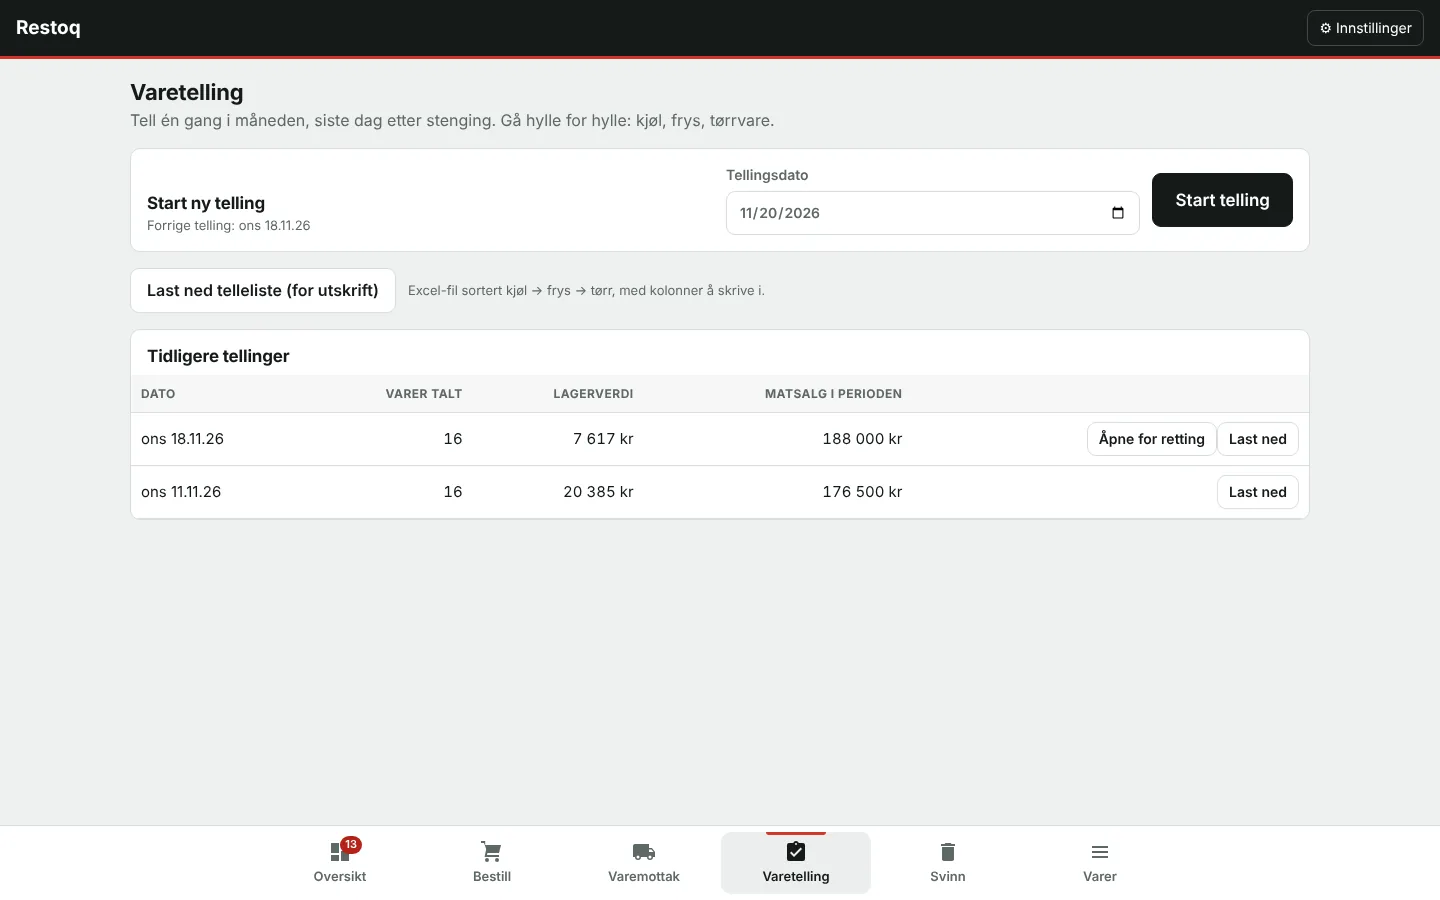 Restoq
⚙ Innstillinger
Varetelling
Tell én gang i måneden, siste dag etter stenging. Gå hylle for hylle: kjøl, frys, tørrvare.
Start ny telling
Forrige telling: ons 18.11.26
Tellingsdato
11/20/2026
Start telling
Last ned telleliste (for utskrift)
Excel-fil sortert kjøl → frys → tørr, med kolonner å skrive i.
Tidligere tellinger
DATO VARER TALT LAGERVERDI MATSALG I PERIODEN
ons 18.11.26 16 7 617 kr 188 000 kr Åpne for retting Last ned
ons 11.11.26 16 20 385 kr 176 500 kr Last ned
13
Oversikt Bestill Varemottak Varetelling Svinn Varer